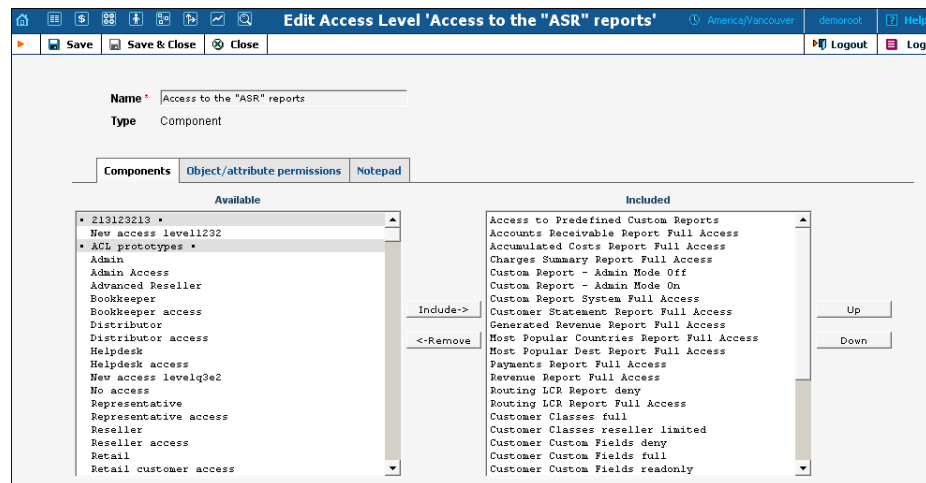 Edit Access Level 'Access to the "ASR" reports'
America/Vancouver
demoroot
Help
Save
Save & Close
Close
Logout
Log
Name *
Access to the "ASR" reports
Type
Component
Components
Object/attribute permissions
Notepad
Available
• 213123213 •
New access level1232
• ACL prototypes •
Admin
Admin Access
Advanced Reseller
Bookkeeper
Bookkeeper access
Distributor
Distributor access
Helpdesk
Helpdesk access
New access levelq3e2
No access
Representative
Representative access
Reseller
Reseller access
Retail
Retail customer access
Include->
<-Remove
Included
Access to Predefined Custom Reports
Accounts Receivable Report Full Access
Accumulated Costs Report Full Access
Charges Summary Report Full Access
Custom Report - Admin Mode Off
Custom Report - Admin Mode On
Custom Report System Full Access
Customer Statement Report Full Access
Generated Revenue Report Full Access
Most Popular Countries Report Full Access
Most Popular Dest Report Full Access
Payments Report Full Access
Revenue Report Full Access
Routing LCR Report deny
Routing LCR Report Full Access
Customer Classes full
Customer Classes reseller limited
Customer Custom Fields deny
Customer Custom Fields full
Customer Custom Fields readonly
Up
Down